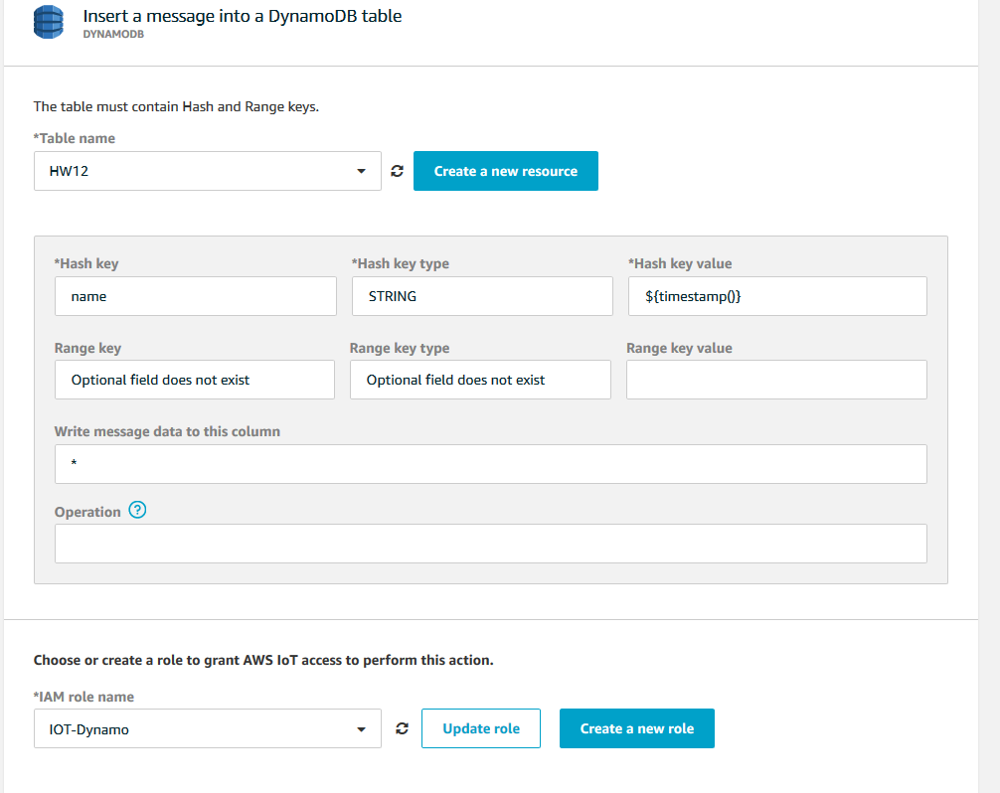 Insert a message into a DynamoDB table
DYNAMODB
The table must contain Hash and Range keys.
*Table name
HW12
Create a new resource
*Hash key *Hash key type *Hash key value
name STRING ${timestamp()}
Range key Range key type Range key value
Optional field does not exist Optional field does not exist
Write message data to this column
*
Operation ?
Choose or create a role to grant AWS IoT access to perform this action.
*IAM role name
IOT-Dynamo Update role Create a new role